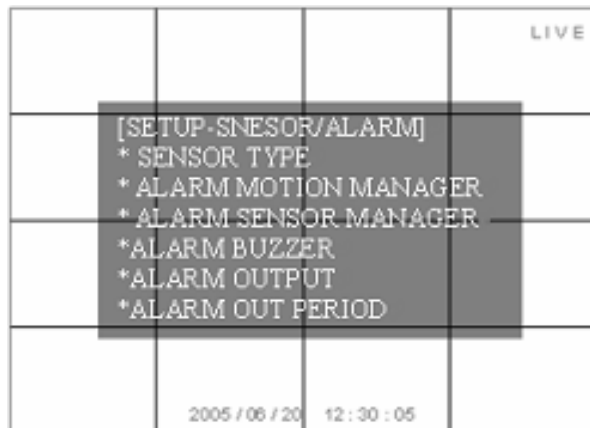 LIVE
[SETUP-SNESOR/ALARM]
* SENSOR TYPE
* ALARM MOTION MANAGER
* ALARM SENSOR MANAGER
*ALARM BUZZER
*ALARM OUTPUT
*ALARM OUT PERIOD
2005 / 06 / 20 12 : 30 : 05